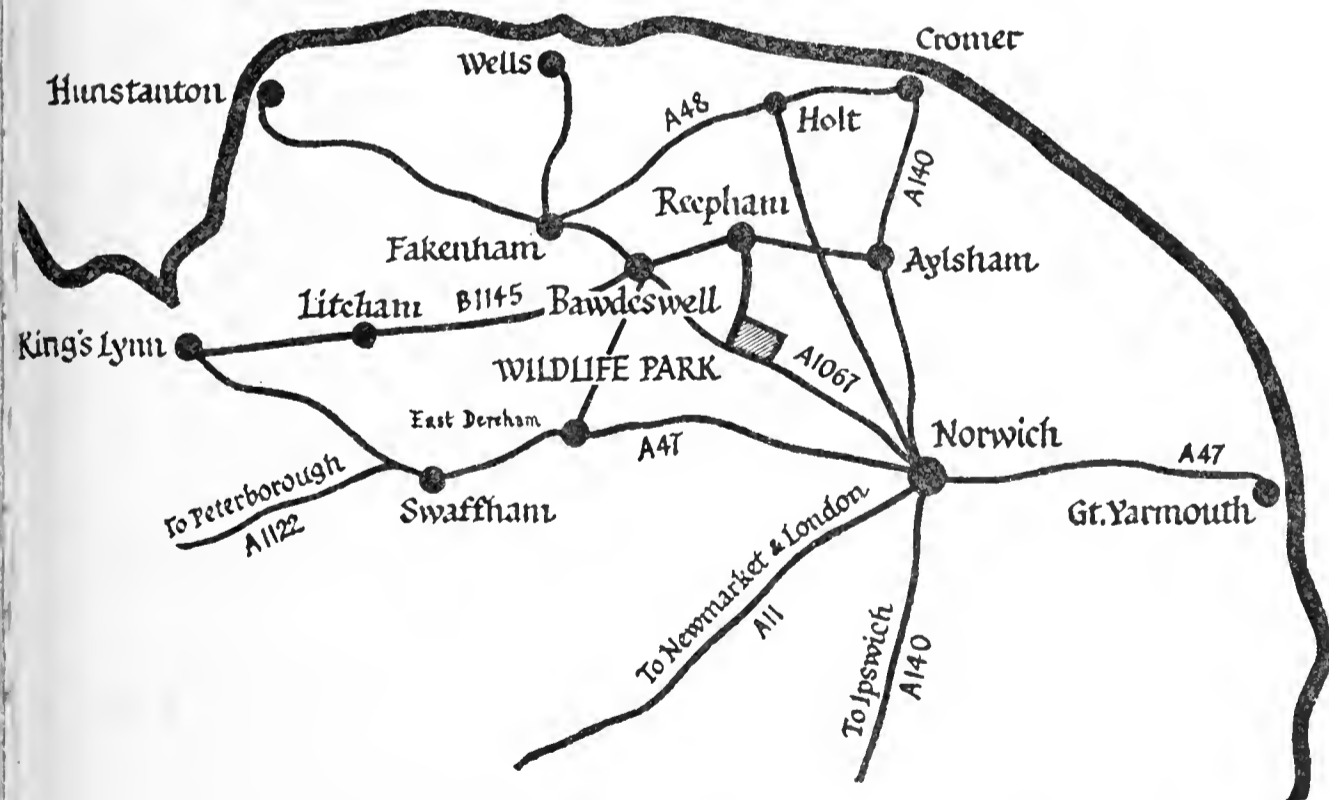 Cromer
Wells
Hunstanton
A48
Holt
A140
Reepham
Fakenham
Aylsham
Litcham
B1145
Bawdeswell
King's Lynn
WILDLIFE PARK
A1067
East Dereham
A47
Norwich
A47
To Peterborough
A1122
Swaffham
Gt. Yarmouth
To Newmarket & London
A11
To Ipswich
A140